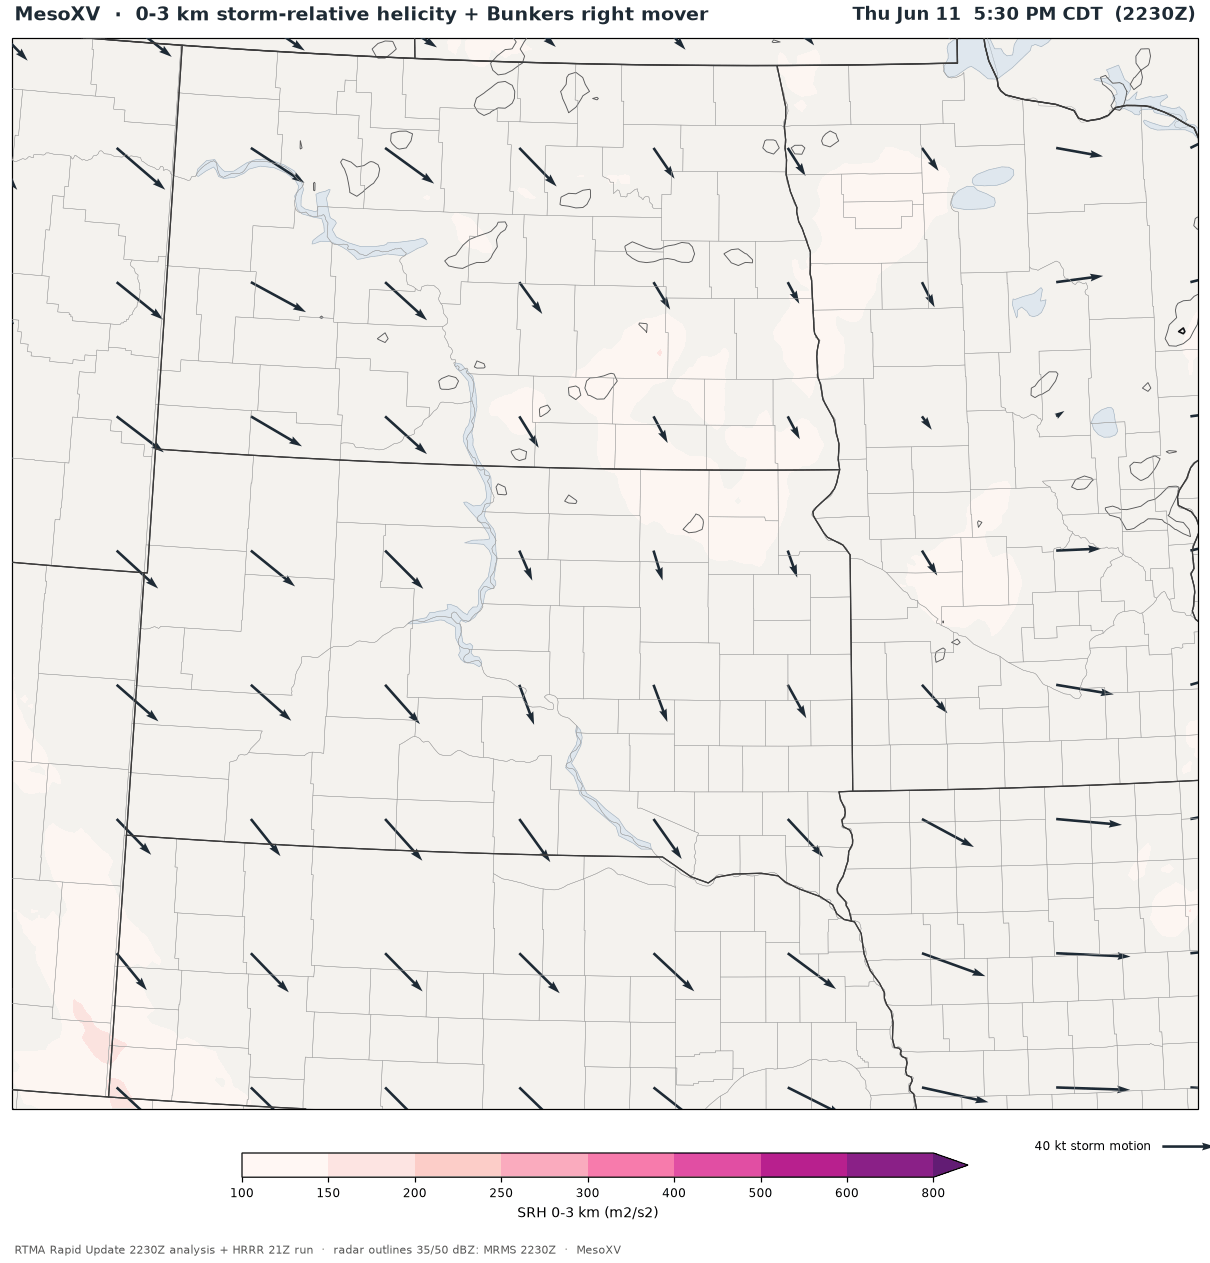 MesoXV · 0-3 km storm-relative helicity + Bunkers right mover
Thu Jun 11 5:30 PM CDT (2230Z)
40 kt storm motion
100 150 200 250 300 400 500 600 800
SRH 0-3 km (m2/s2)
RTMA Rapid Update 2230Z analysis + HRRR 21Z run · radar outlines 35/50 dBZ: MRMS 2230Z · MesoXV